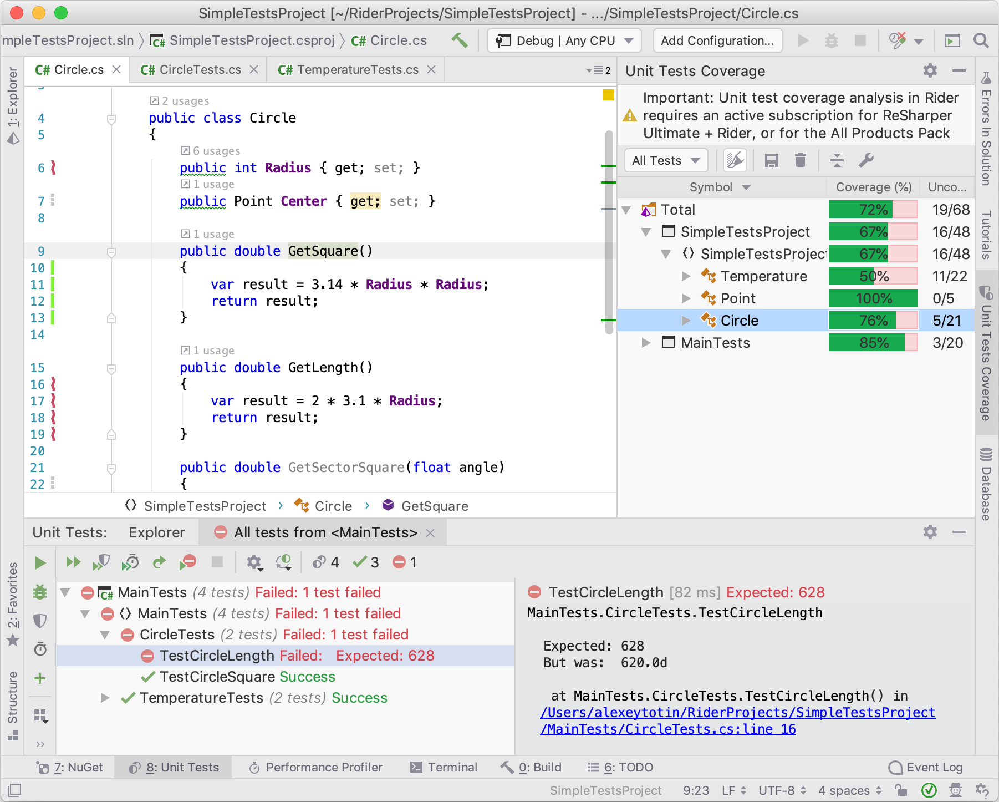 SimpleTestsProject [~/RiderProjects/SimpleTestsProject] - .../SimpleTestsProject/Circle.cs
mpleTestsProject.sln SimpleTestsProject.csproj C# Circle.cs Debug | Any CPU Add Configuration...
C# Circle.cs C# CircleTests.cs C# TemperatureTests.cs 2
1: Explorer
2: Favorites
Structure
2 usages
4 public class Circle
5 {
6 usages
6 public int Radius { get; set; }
1 usage
7 public Point Center { get; set; }
8
1 usage
9 public double GetSquare()
10 {
11 var result = 3.14 * Radius * Radius;
12 return result;
13 }
14
1 usage
15 public double GetLength()
16 {
17 var result = 2 * 3.1 * Radius;
18 return result;
19 }
20
21 public double GetSectorSquare(float angle)
22 {
SimpleTestsProject › Circle › GetSquare
Unit Tests Coverage
Important: Unit test coverage analysis in Rider
requires an active subscription for ReSharper
Ultimate + Rider, or for the All Products Pack
All Tests
Symbol Coverage (%) Unco...
Total 72% 19/68
SimpleTestsProject 67% 16/48
SimpleTestsProject 67% 16/48
Temperature 50% 11/22
Point 100% 0/5
Circle 76% 5/21
MainTests 85% 3/20
Errors In Solution
Tutorials
Unit Tests Coverage
Database
Unit Tests: Explorer All tests from <MainTests>
4 3 1
C# MainTests (4 tests) Failed: 1 test failed
MainTests (4 tests) Failed: 1 test failed
CircleTests (2 tests) Failed: 1 test failed
TestCircleLength Failed: Expected: 628
TestCircleSquare Success
TemperatureTests (2 tests) Success
TestCircleLength [82 ms] Expected: 628
MainTests.CircleTests.TestCircleLength
Expected: 628
But was: 620.0d
at MainTests.CircleTests.TestCircleLength() in
/Users/alexeytotin/RiderProjects/SimpleTestsProject
/MainTests/CircleTests.cs:line 16
7: NuGet 8: Unit Tests Performance Profiler Terminal 0: Build 6: TODO Event Log
SimpleTestsProject 9:23 LF UTF-8 4 spaces